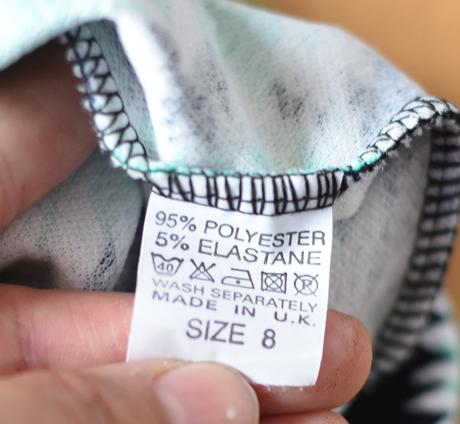 95% POLYESTER
5% ELASTANE
40
WASH SEPARATELY
MADE IN U.K.
SIZE 8